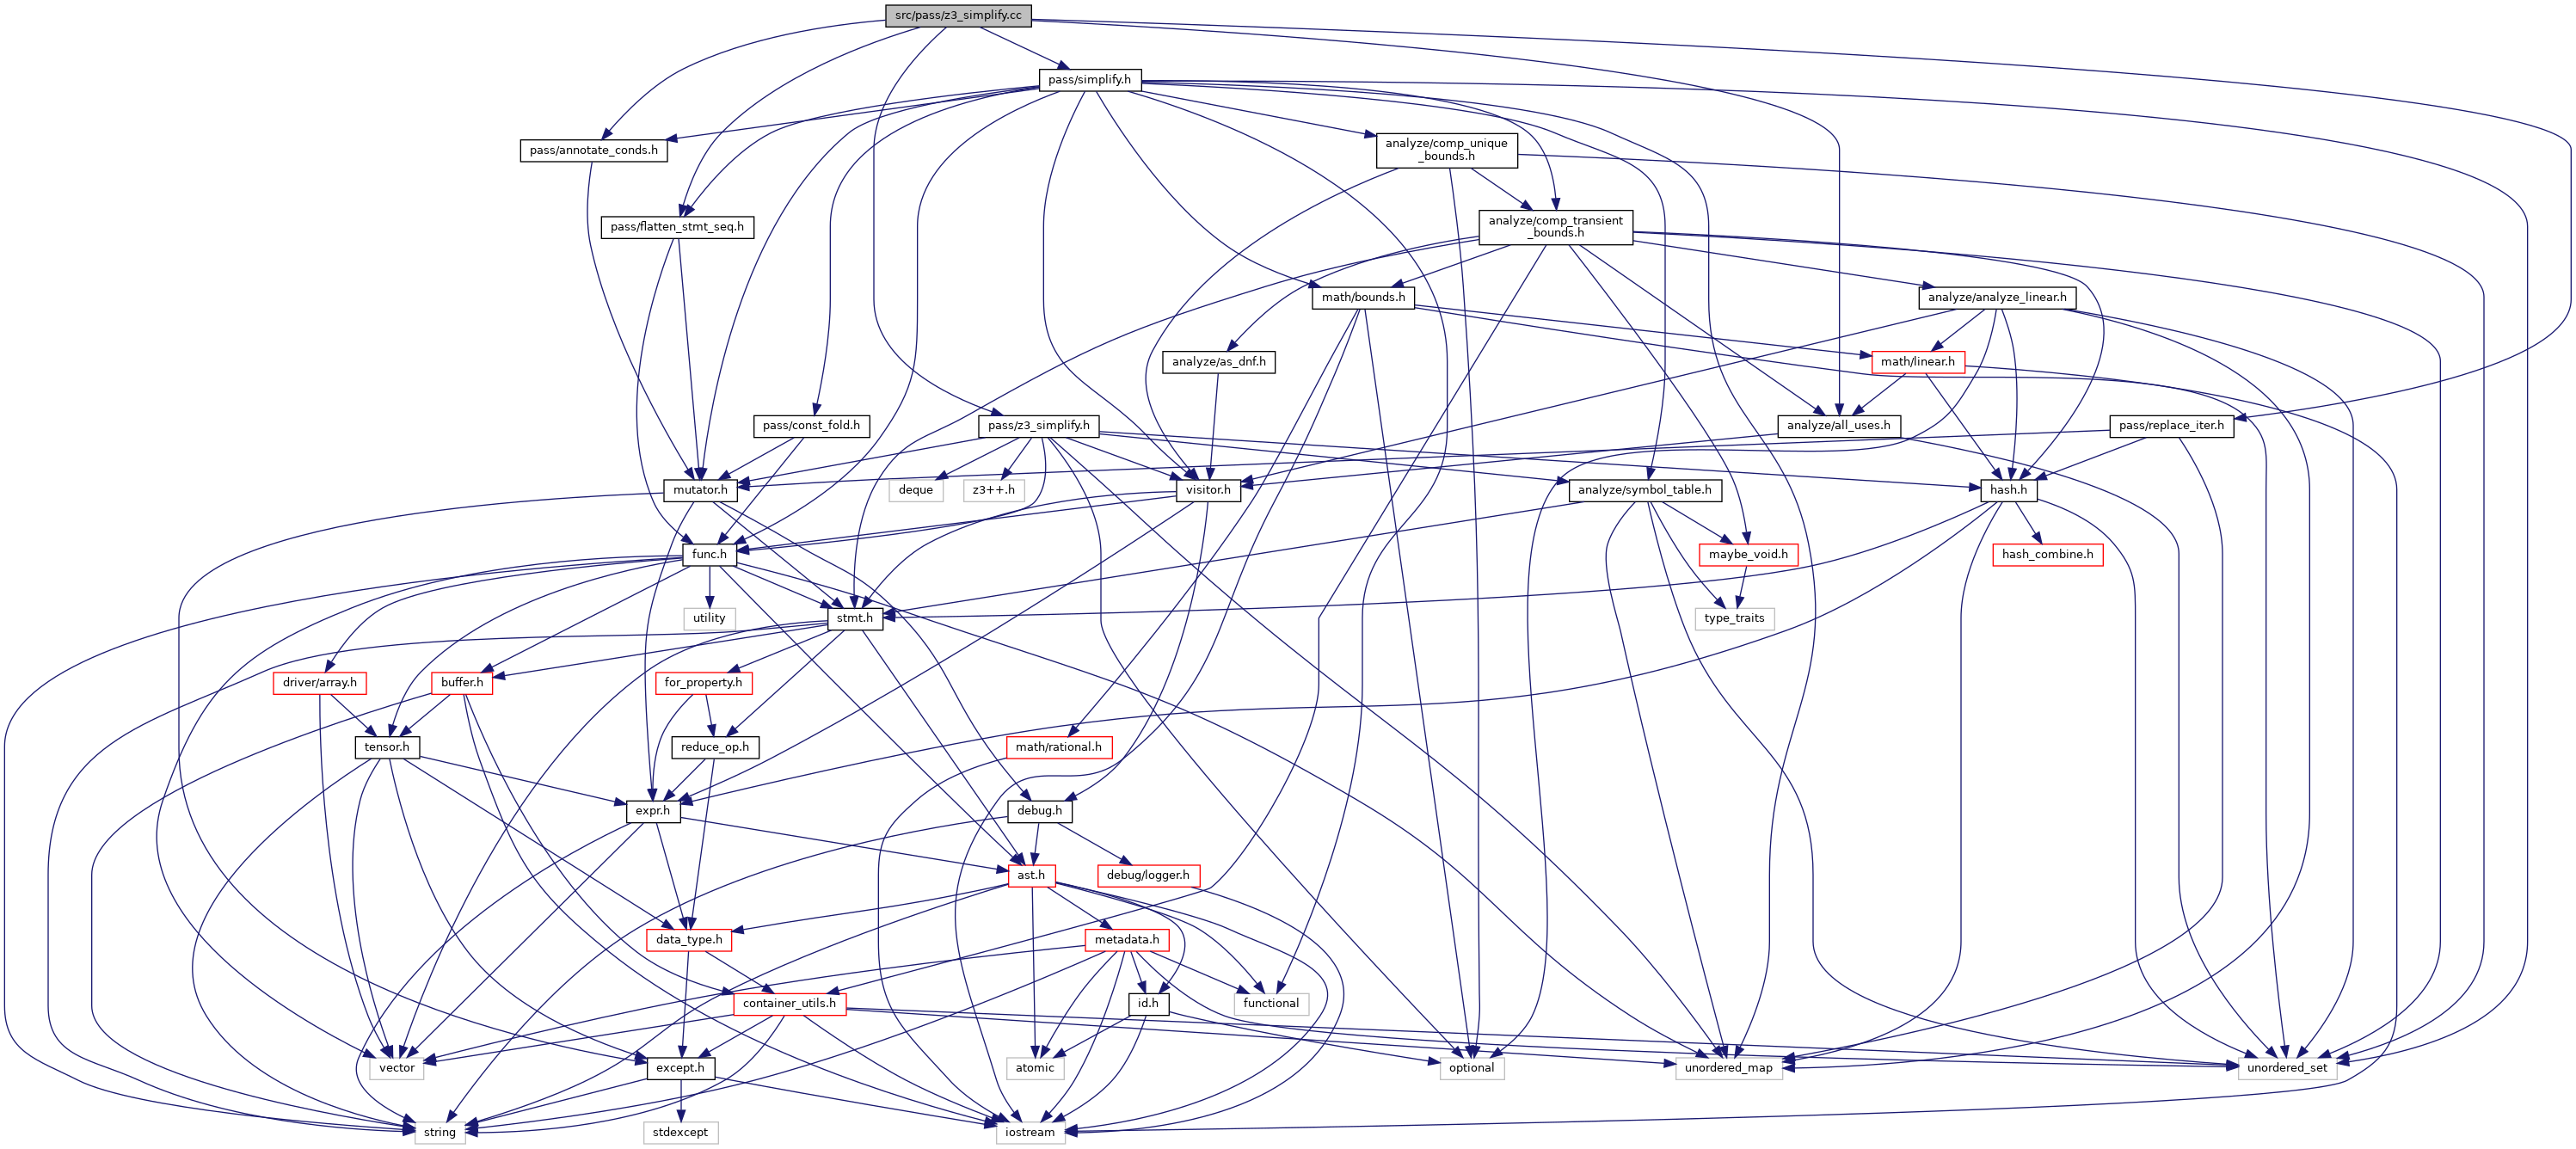 src/pass/z3_simplify.cc
pass/simplify.h
pass/annotate_conds.h
analyze/comp_unique
_bounds.h
pass/flatten_stmt_seq.h
analyze/comp_transient
_bounds.h
math/bounds.h
analyze/analyze_linear.h
analyze/as_dnf.h
math/linear.h
pass/const_fold.h
pass/z3_simplify.h
analyze/all_uses.h
pass/replace_iter.h
mutator.h
deque
z3++.h
visitor.h
analyze/symbol_table.h
hash.h
func.h
maybe_void.h
hash_combine.h
utility
stmt.h
type_traits
driver/array.h
buffer.h
for_property.h
tensor.h
reduce_op.h
math/rational.h
expr.h
debug.h
ast.h
debug/logger.h
data_type.h
metadata.h
container_utils.h
id.h
functional
vector
except.h
atomic
optional
unordered_map
unordered_set
string
stdexcept
iostream